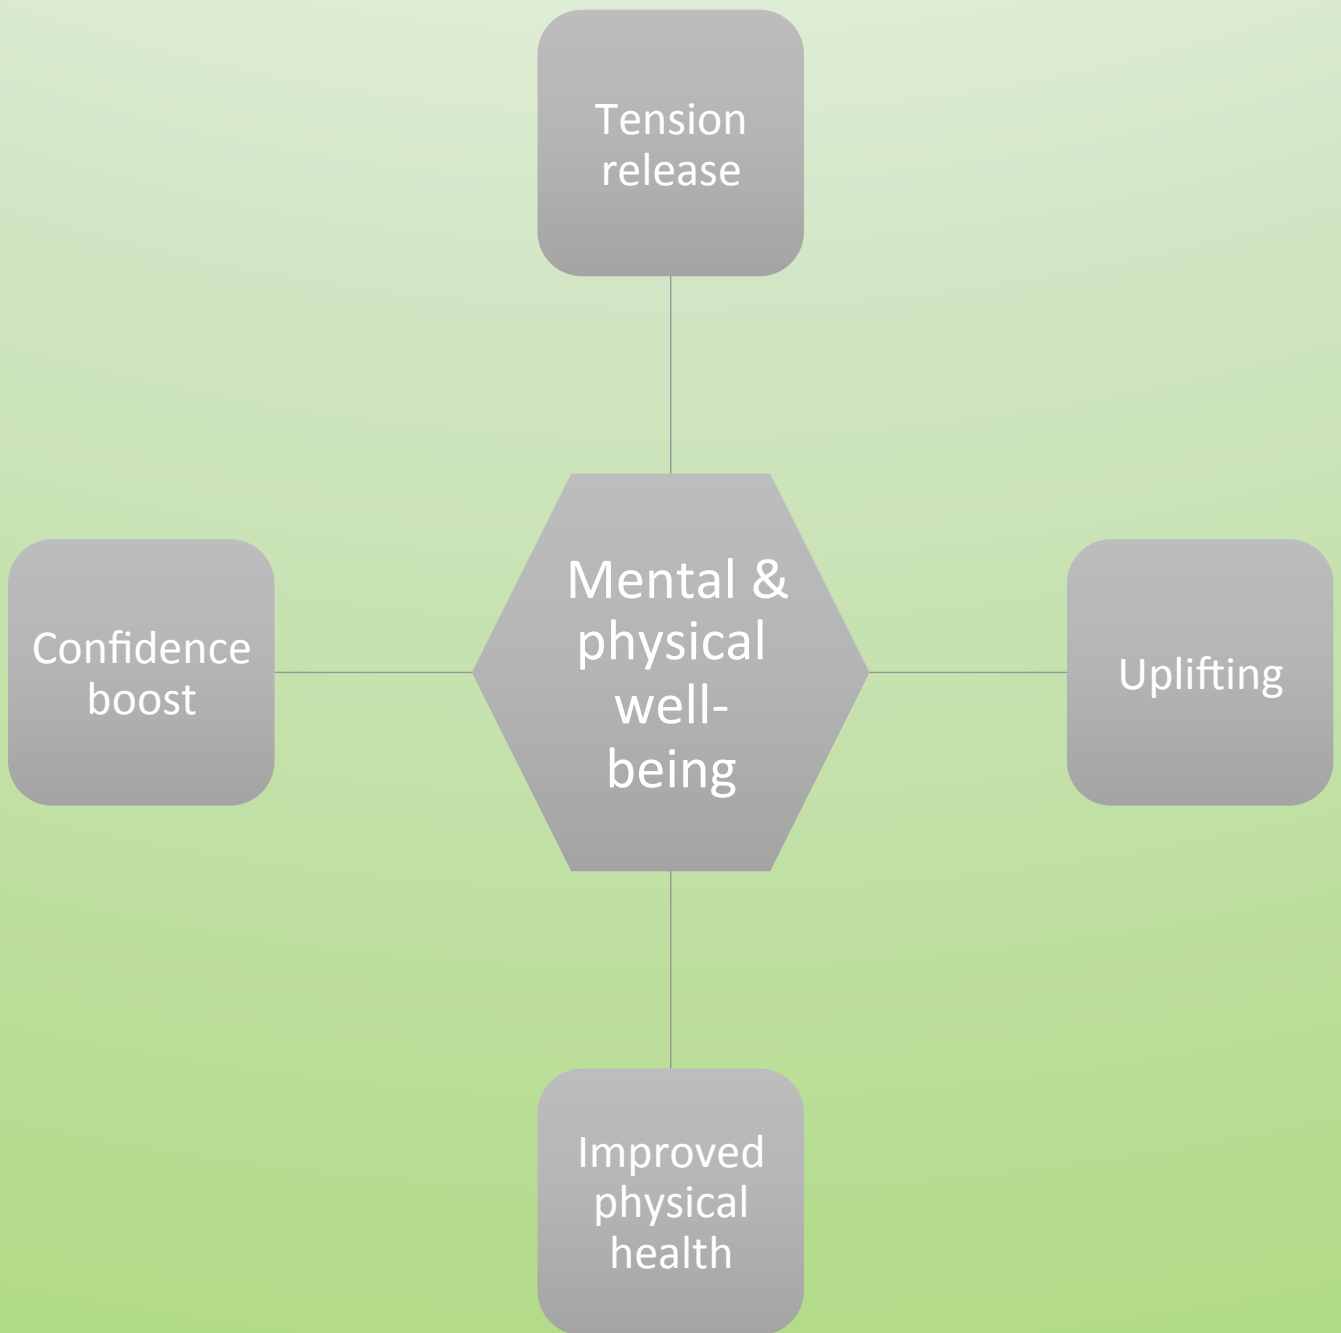 Tension
release
Confidence
boost
Mental &
physical
well-
being
Uplifting
Improved
physical
health